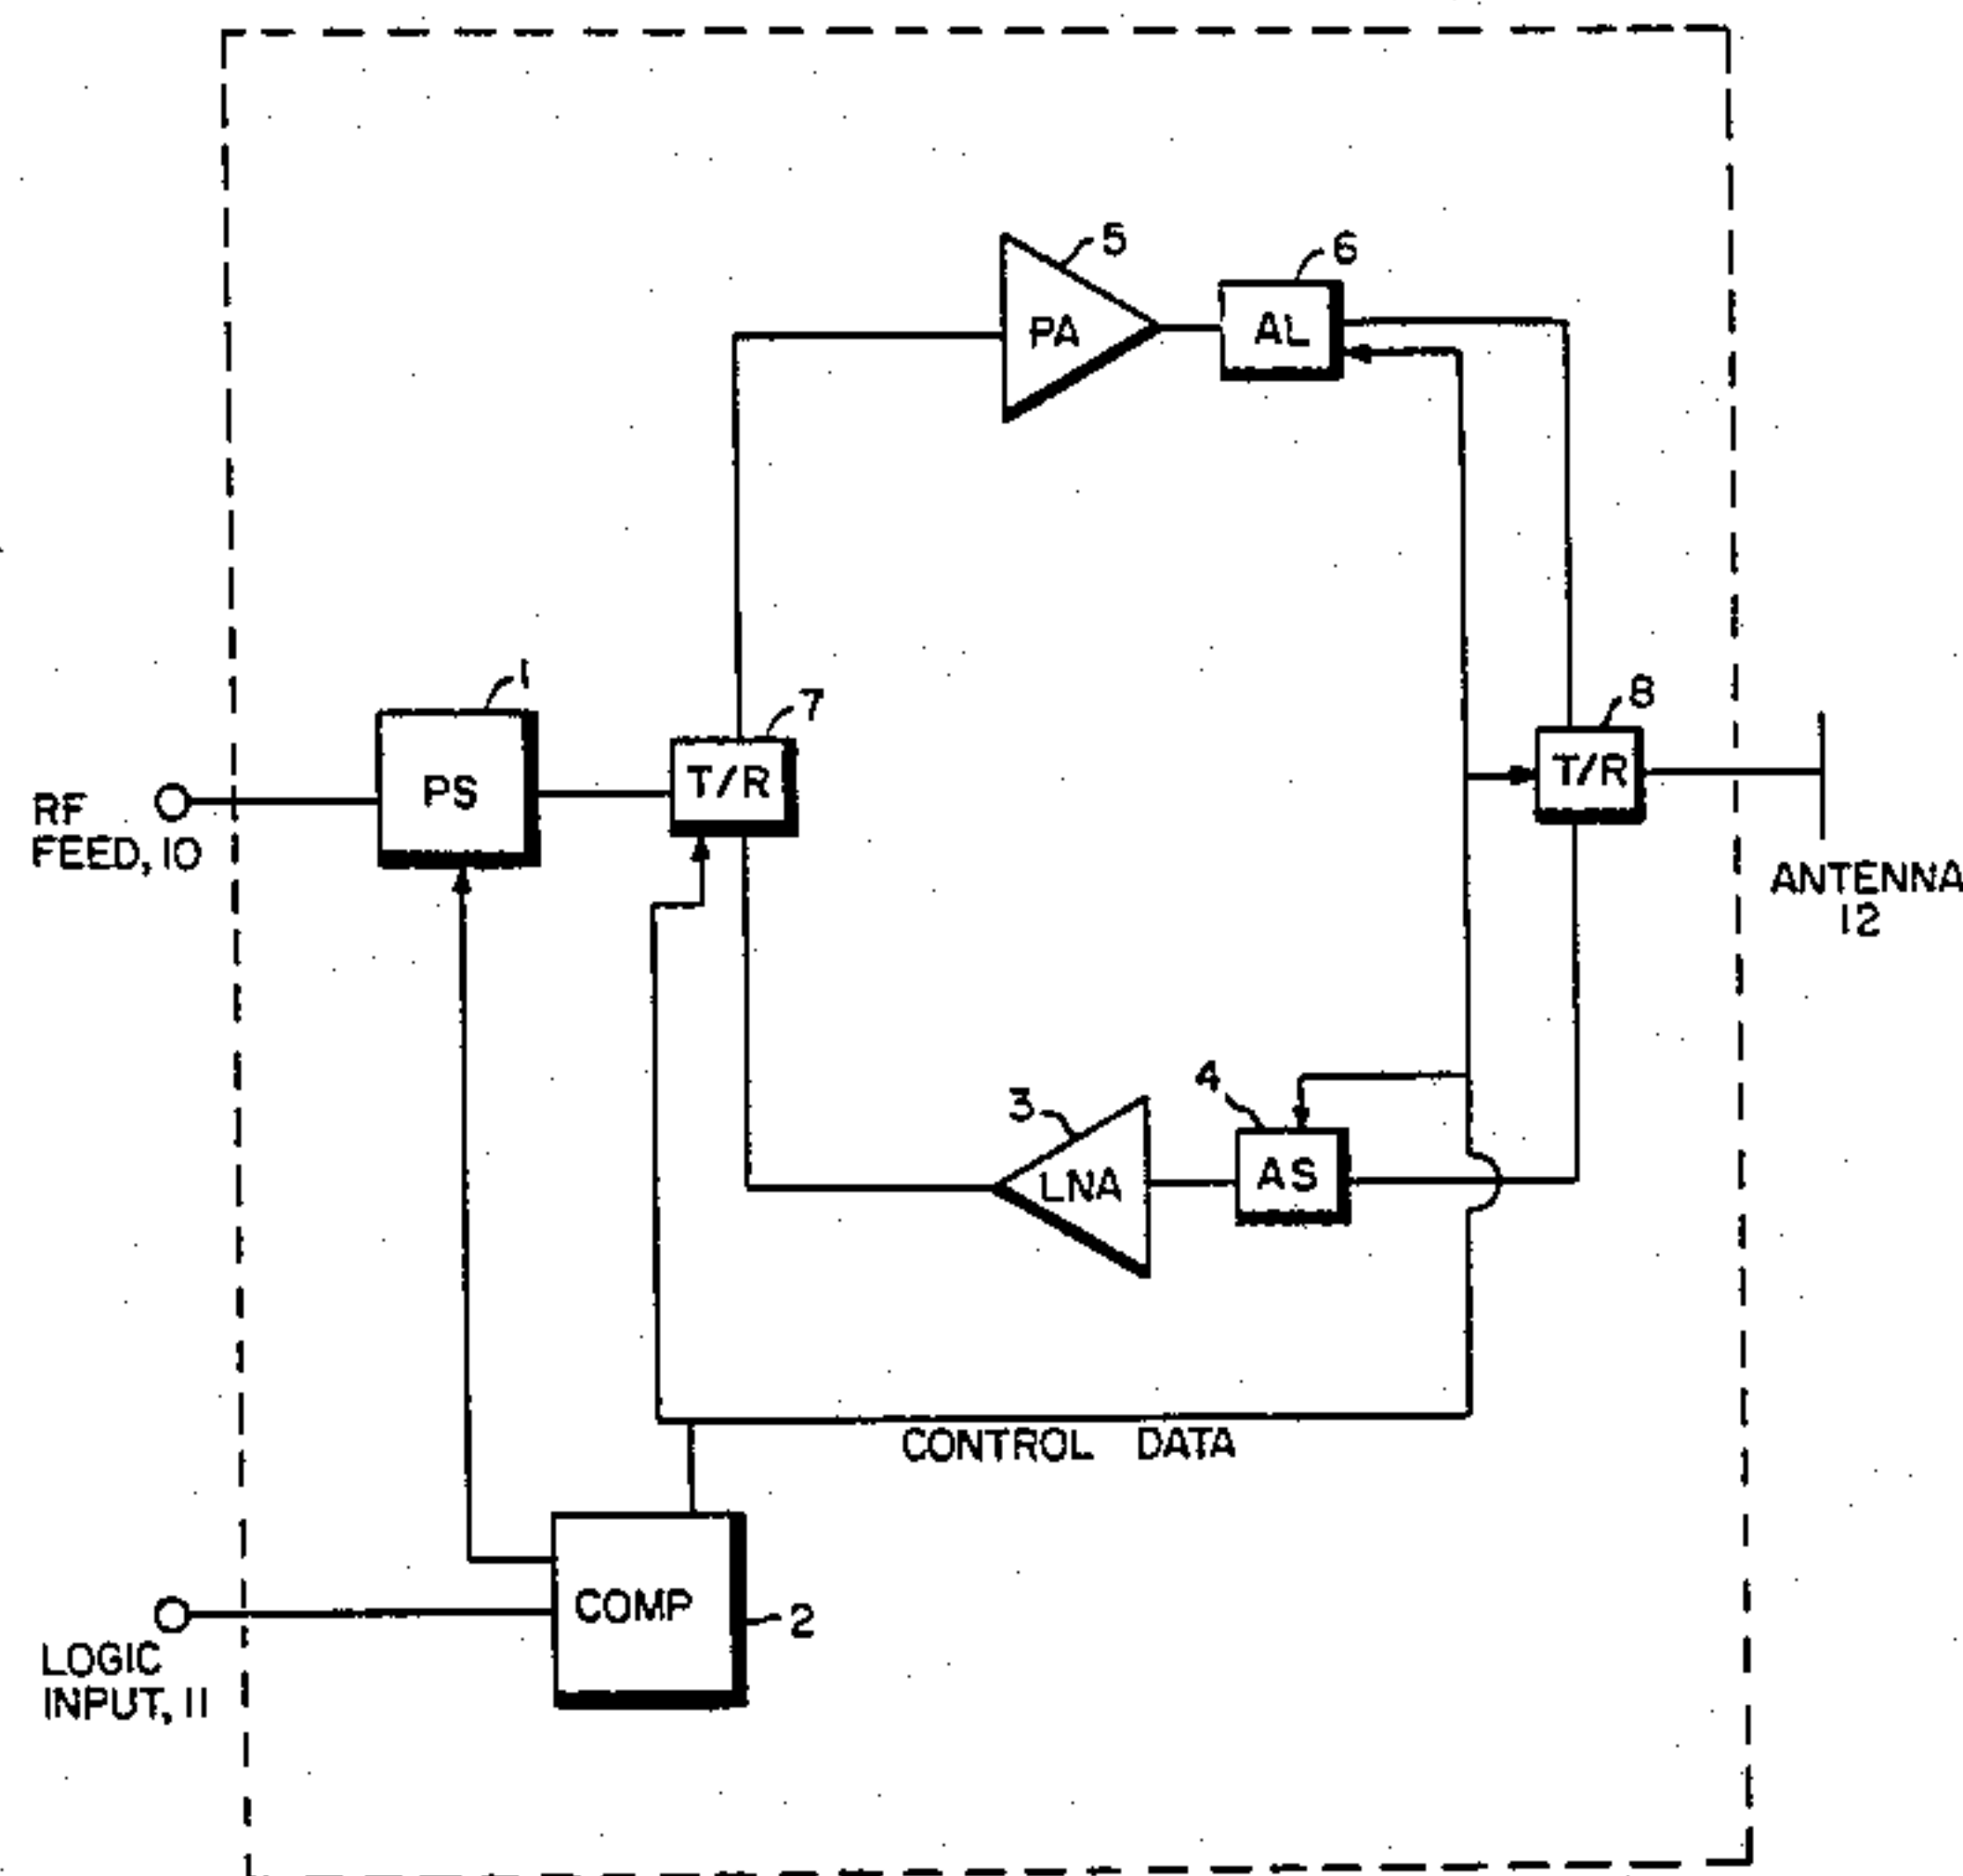 5
6
PA
AL
1
7
8
PS
T/R
T/R
RF
FEED, 10
ANTENNA
12
4
3
LNA
AS
CONTROL DATA
COMP
2
LOGIC
INPUT, 11